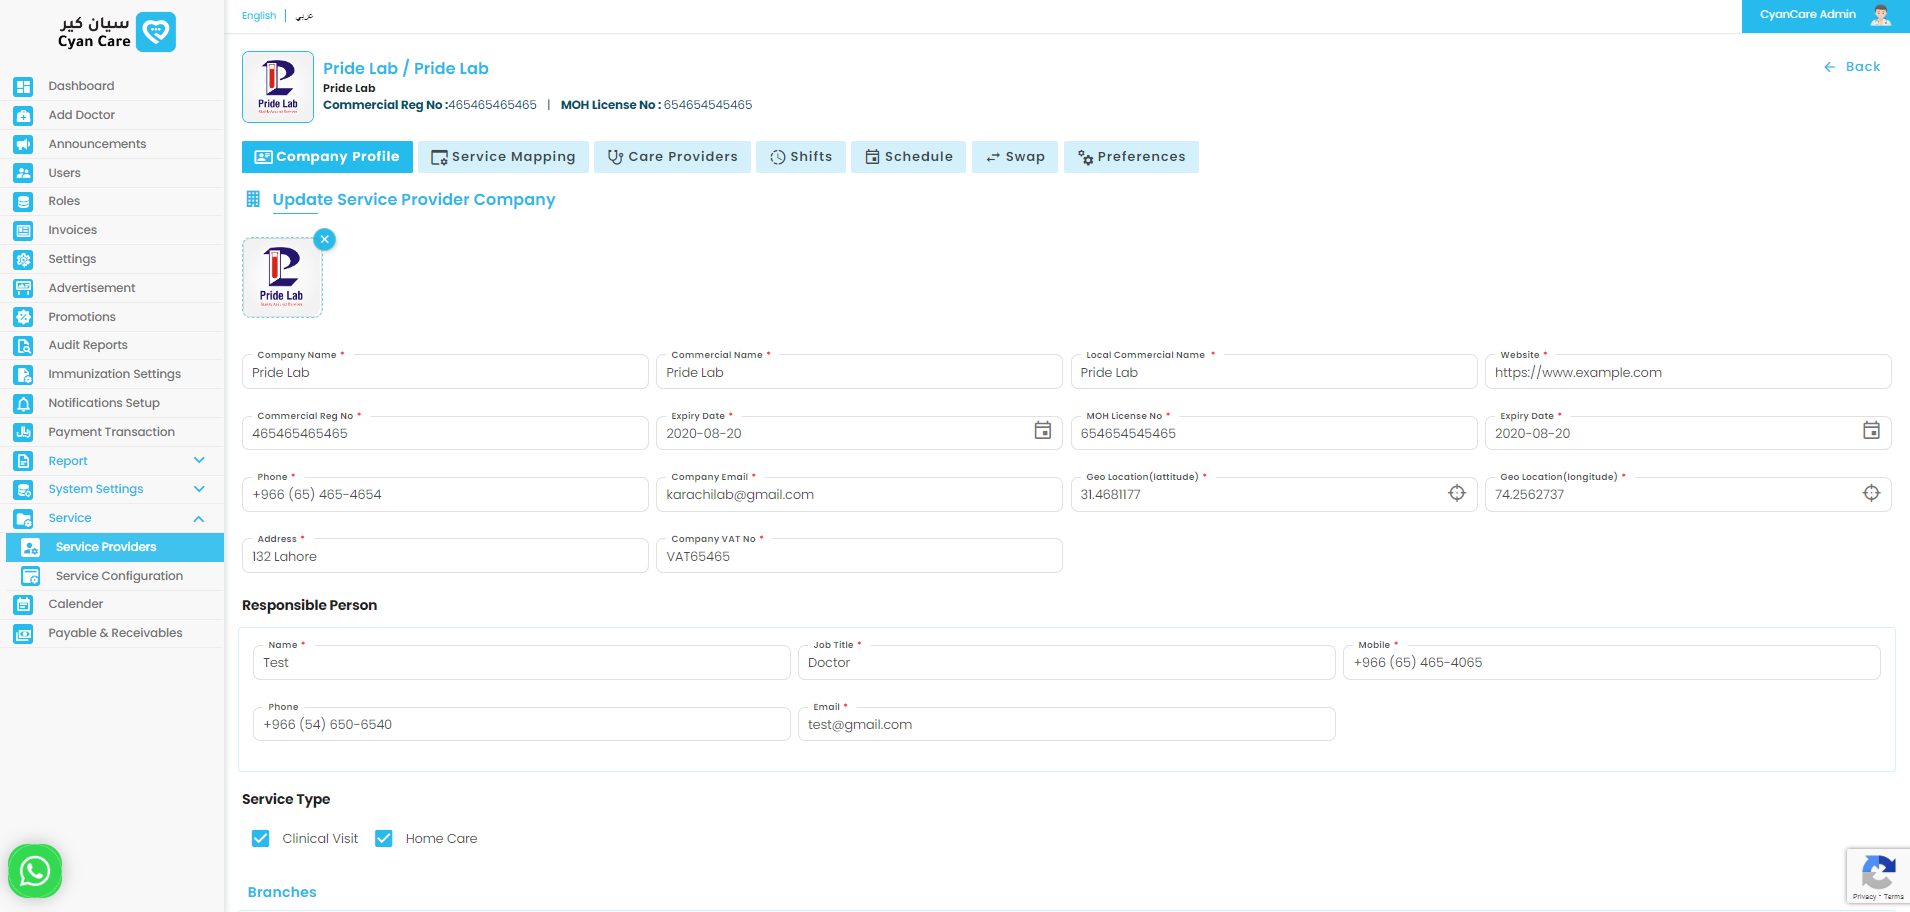 سيان كير
Cyan Care
English | عربي
CyanCare Admin
Dashboard
Add Doctor
Announcements
Users
Roles
Invoices
Settings
Advertisement
Promotions
Audit Reports
Immunization Settings
Notifications Setup
Payment Transaction
Report
System Settings
Service
Service Providers
Service Configuration
Calender
Payable & Receivables
Pride Lab
Pride Lab / Pride Lab
Pride Lab
Commercial Reg No :465465465465 | MOH License No : 654654545465
Back
Company Profile
Service Mapping
Care Providers
Shifts
Schedule
Swap
Preferences
Update Service Provider Company
Pride Lab
Company Name *
Pride Lab
Commercial Name *
Pride Lab
Local Commercial Name *
Pride Lab
Website *
https://www.example.com
Commercial Reg No *
465465465465
Expiry Date *
2020-08-20
MOH License No *
654654545465
Expiry Date *
2020-08-20
Phone *
+966 (65) 465-4654
Company Email *
karachilab@gmail.com
Geo Location(lattitude) *
31.4681177
Geo Location(longitude) *
74.2562737
Address *
132 Lahore
Company VAT No *
VAT65465
Responsible Person
Name *
Test
Job Title *
Doctor
Mobile *
+966 (65) 465-4065
Phone
+966 (54) 650-6540
Email *
test@gmail.com
Service Type
Clinical Visit
Home Care
Branches
Privacy - Terms